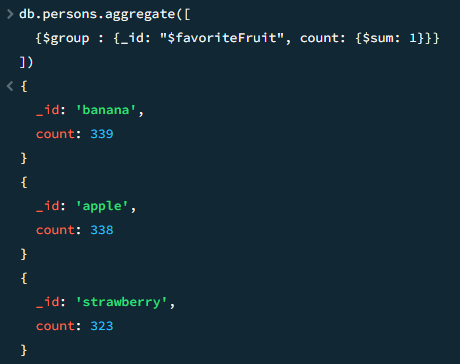 > db.persons.aggregate([
{$group : {_id: "$favoriteFruit", count: {$sum: 1}}}
])
< {
_id: 'banana',
count: 339
}
{
_id: 'apple',
count: 338
}
{
_id: 'strawberry',
count: 323
}